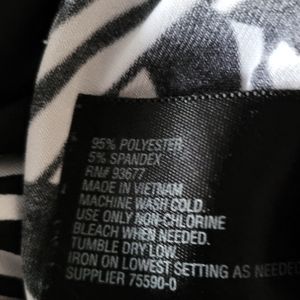 95% POLYESTER
5% SPANDEX
RN# 93677
MADE IN VIETNAM
MACHINE WASH COLD.
USE ONLY NON-CHLORINE
BLEACH WHEN NEEDED.
TUMBLE DRY LOW.
IRON ON LOWEST SETTING AS NEEDE
SUPPLIER 75590-0